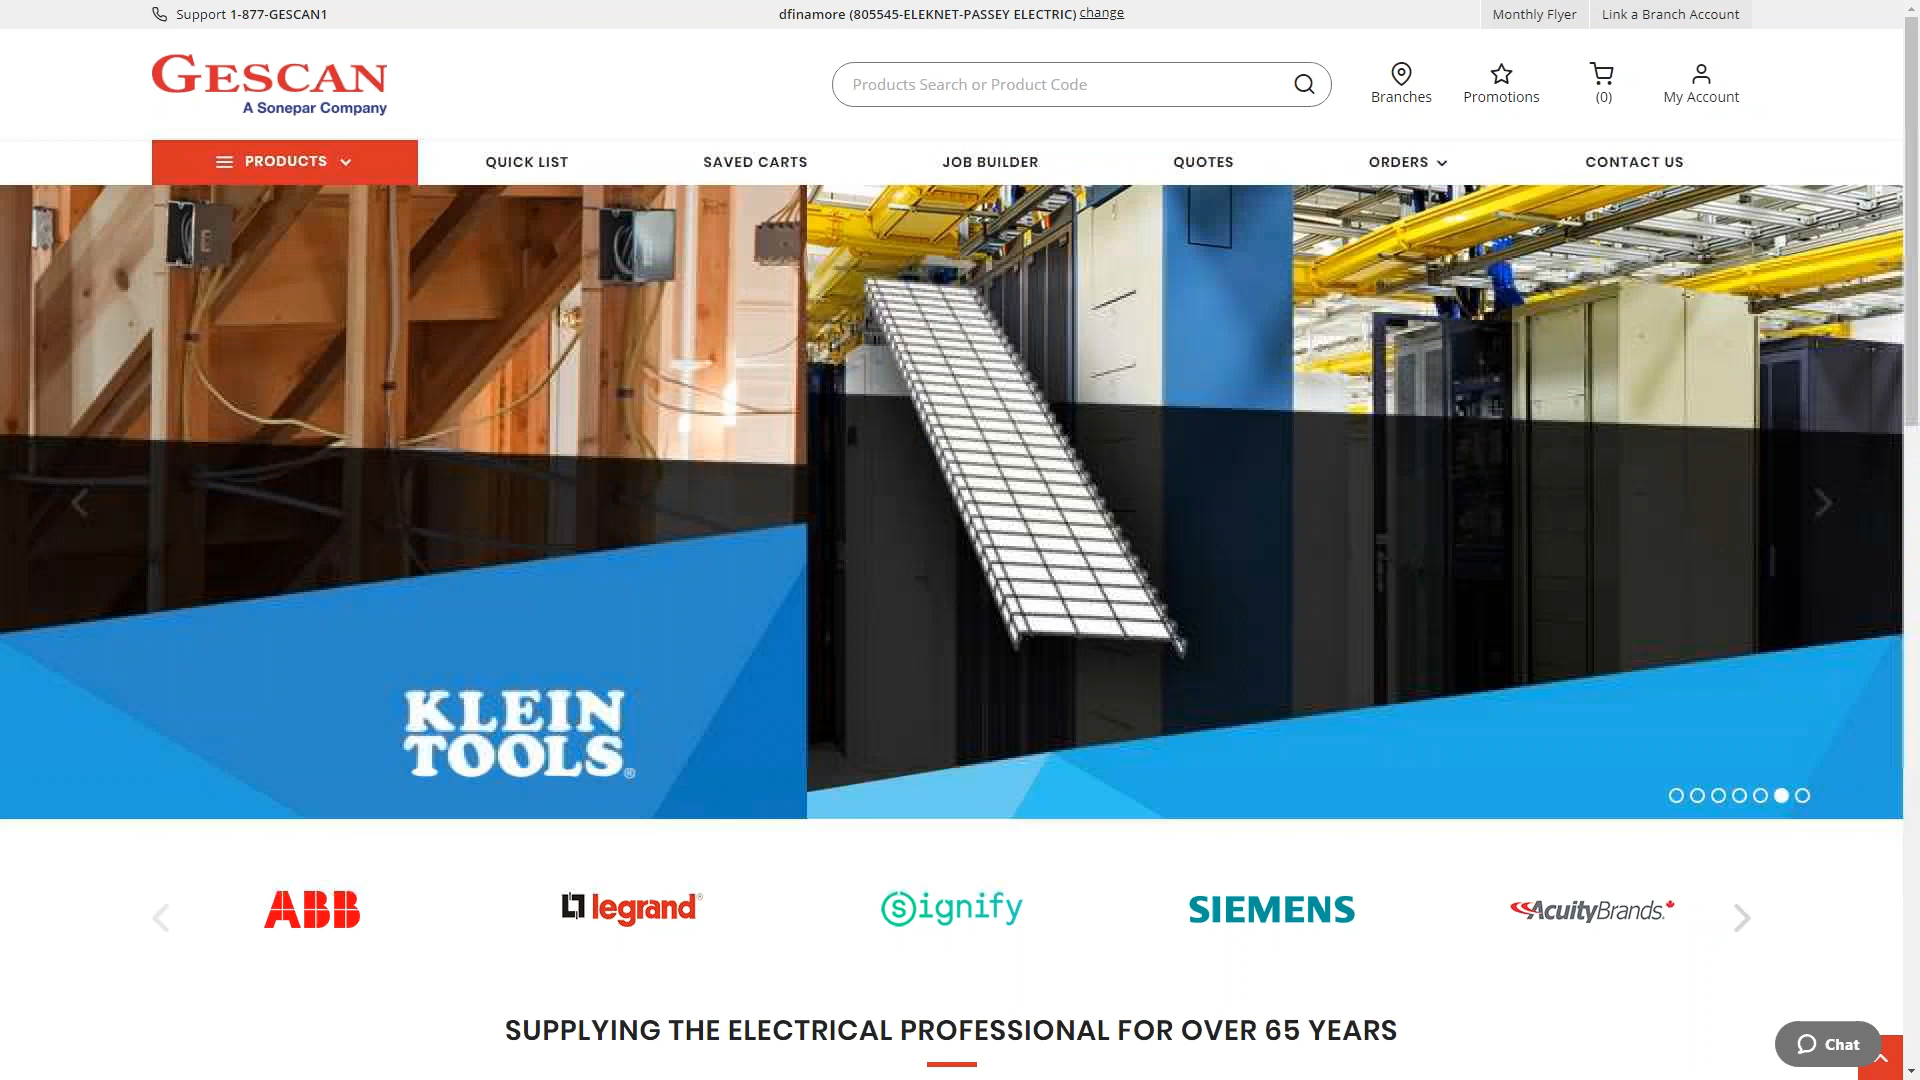 Support 1-877-GESCAN1
dfinamore (805545-ELEKNET-PASSEY ELECTRIC) change
Monthly Flyer
Link a Branch Account
GESCAN
A Sonepar Company
Products Search or Product Code
Branches
Promotions
(0)
My Account
PRODUCTS
QUICK LIST
SAVED CARTS
JOB BUILDER
QUOTES
ORDERS
CONTACT US
KLEIN
TOOLS®
ABB
legrand®
Signify
SIEMENS
AcuityBrands.
SUPPLYING THE ELECTRICAL PROFESSIONAL FOR OVER 65 YEARS
Chat